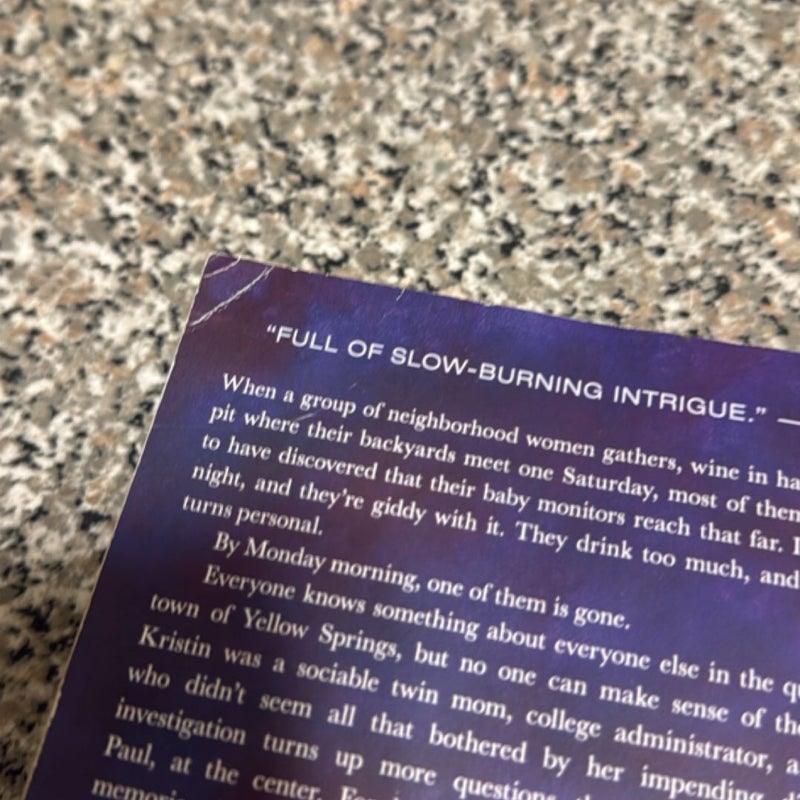 “FULL OF SLOW-BURNING INTRIGUE.” —
When a group of neighborhood women gathers, wine in ha
pit where their backyards meet one Saturday, most of them
to have discovered that their baby monitors reach that far. I
night, and they’re giddy with it. They drink too much, and
turns personal.
By Monday morning, one of them is gone.
Everyone knows something about everyone else in the qu
town of Yellow Springs, but no one can make sense of the
Kristin was a sociable twin mom, college administrator, a
who didn’t seem all that bothered by her impending di
investigation turns up more questions
Paul, at the center.